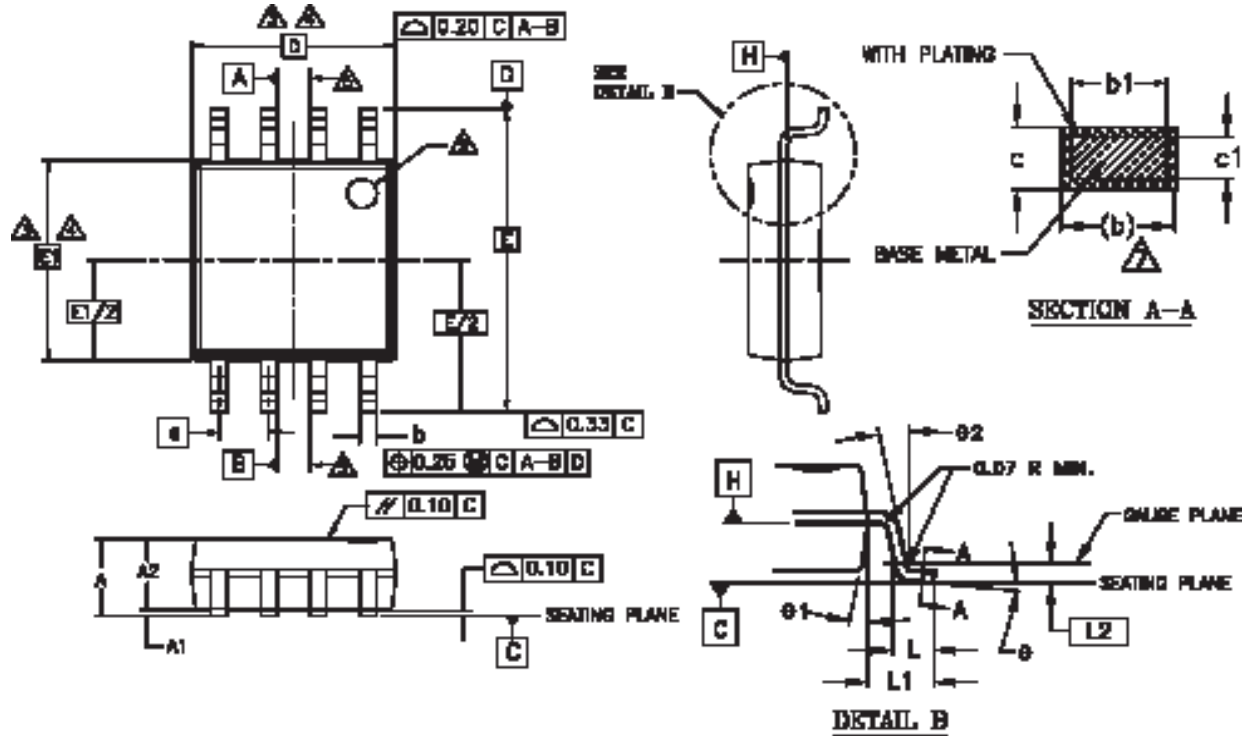 D
0.20 C A-B
A
D
E1/2
E
E/2
e
b
B
0.33 C
0.25 M C A-B D
0.10 C
A
A2
A1
0.10 C
SEATING PLANE
C
H
SEE
DETAIL B
WITH PLATING
b1
c
c1
(b)
7
BASE METAL
SECTION A-A
θ2
H
0.07 R MIN.
GAUGE PLANE
A
SEATING PLANE
C
θ1
A
L2
L
θ
L1
DETAIL B